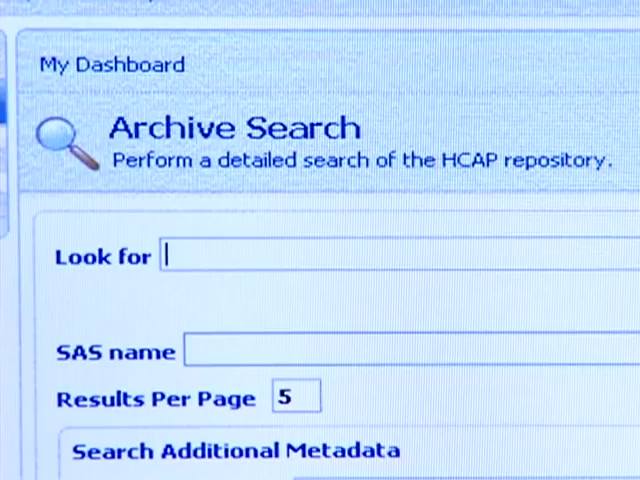 My Dashboard
Archive Search
Perform a detailed search of the HCAP repository.
Look for
SAS name
Results Per Page 5
Search Additional Metadata